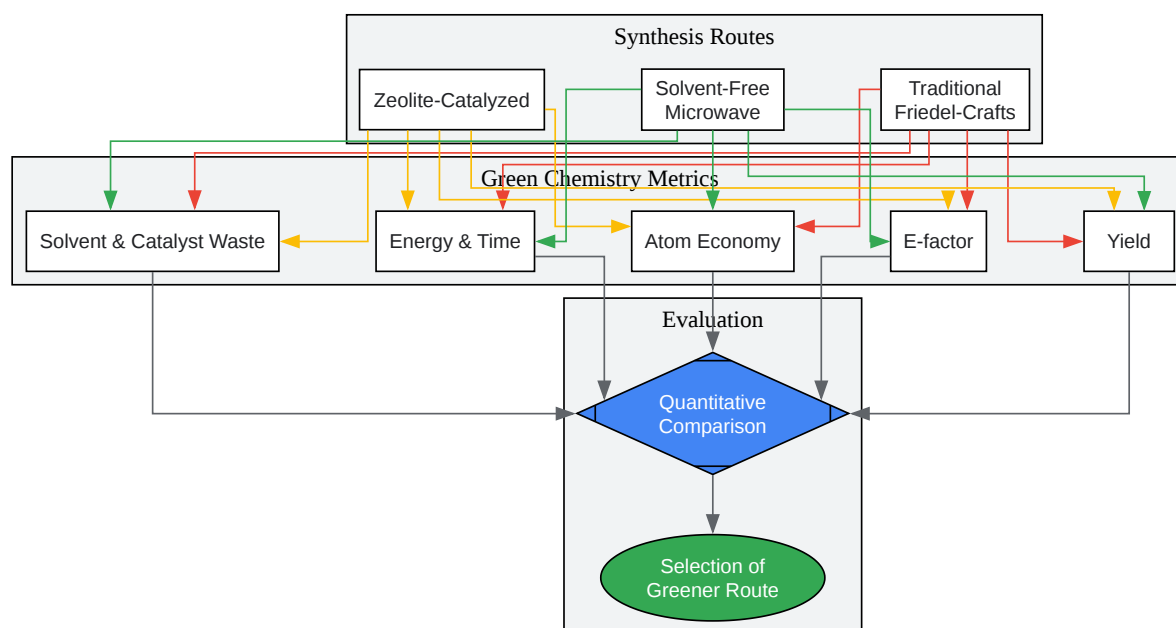 Synthesis Routes
Zeolite-Catalyzed
Solvent-Free
Microwave
Traditional
Friedel-Crafts
Green Chemistry Metrics
Solvent & Catalyst Waste
Energy & Time
Atom Economy
E-factor
Yield
Evaluation
Quantitative
Comparison
Selection of
Greener Route